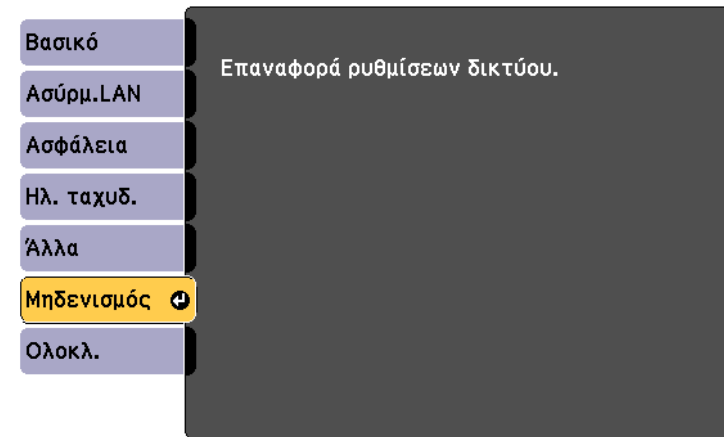 Βασικό
Ασύρμ.LAN
Ασφάλεια
Ηλ. ταχυδ.
Άλλα
Μηδενισμός
Ολοκλ.
Επαναφορά ρυθμίσεων δικτύου.